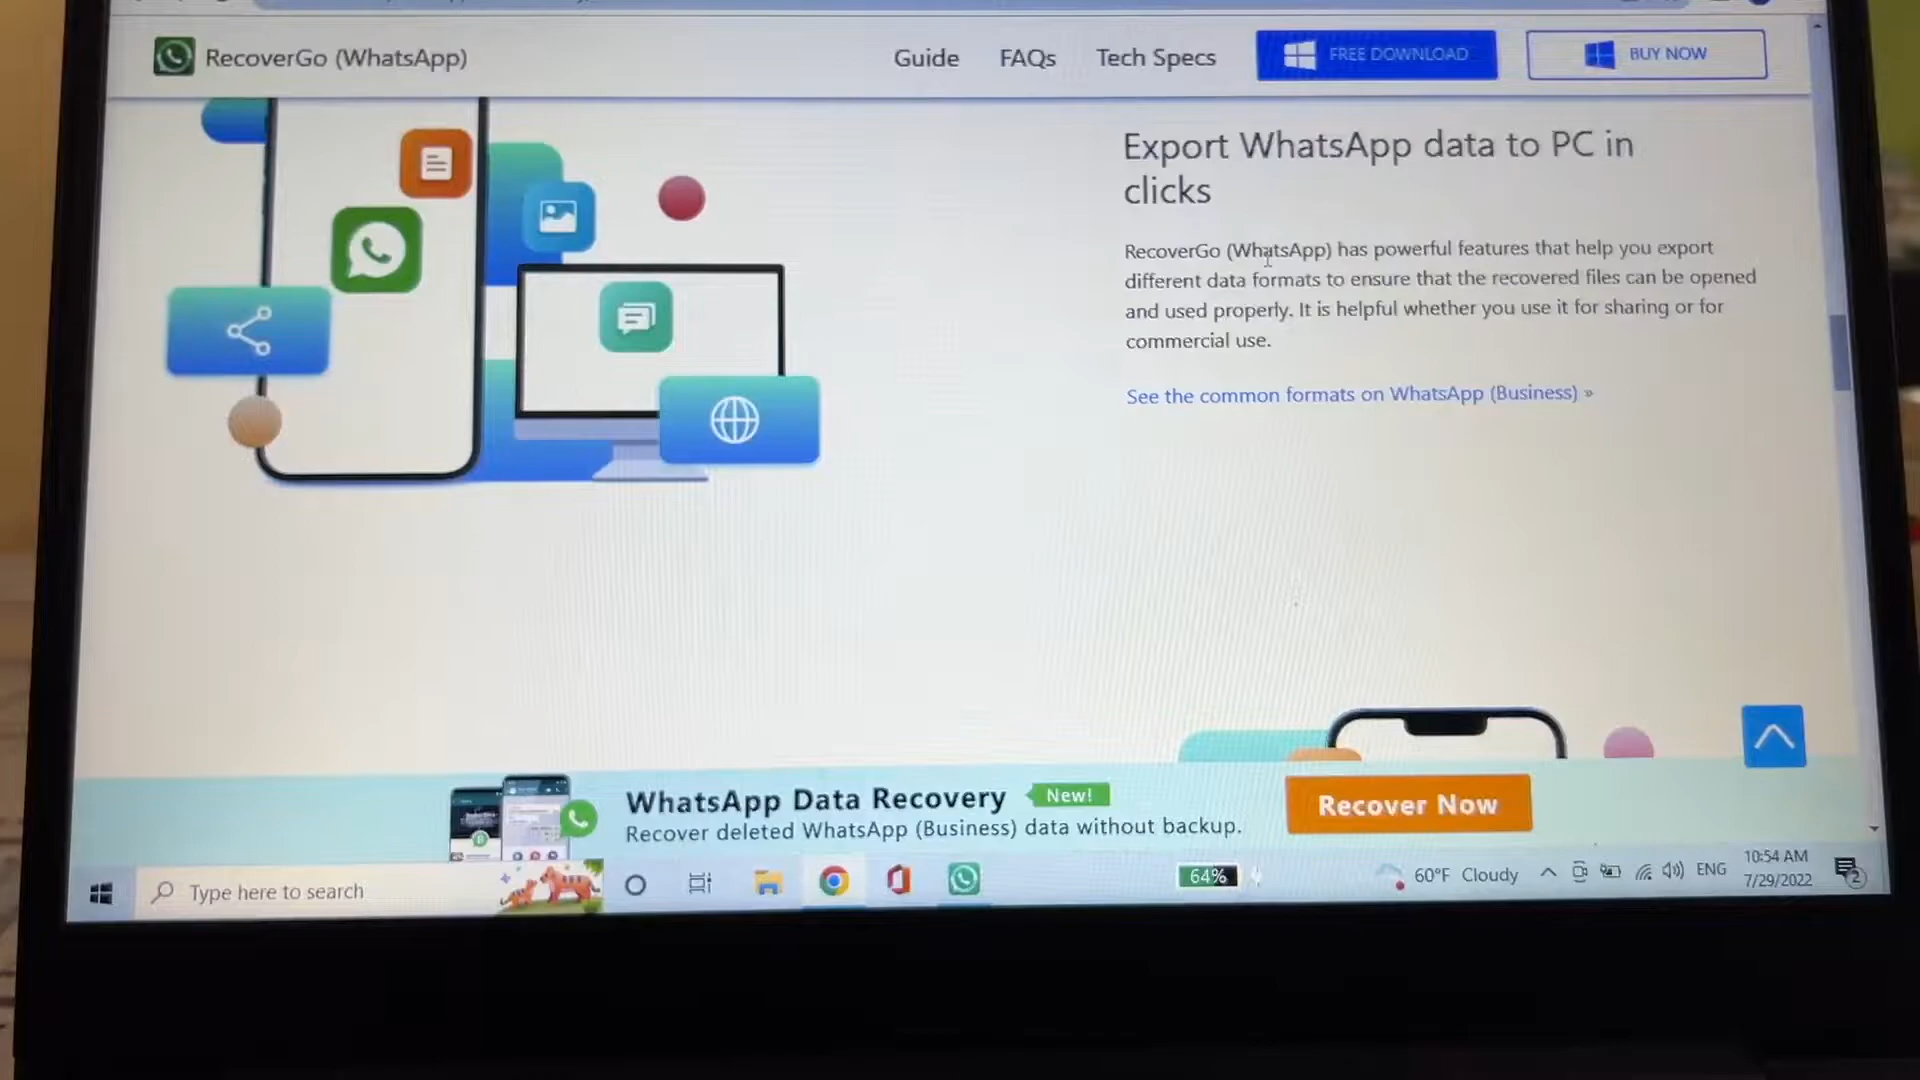 RecoverGo (WhatsApp)
Guide
FAQs
Tech Specs
FREE DOWNLOAD
BUY NOW
Export WhatsApp data to PC in
clicks
RecoverGo (WhatsApp) has powerful features that help you export
different data formats to ensure that the recovered files can be opened
and used properly. It is helpful whether you use it for sharing or for
commercial use.
See the common formats on WhatsApp (Business) »
WhatsApp Data Recovery
New!
Recover deleted WhatsApp (Business) data without backup.
Recover Now
Type here to search
64%
60°F Cloudy
ENG
10:54 AM
7/29/2022
2